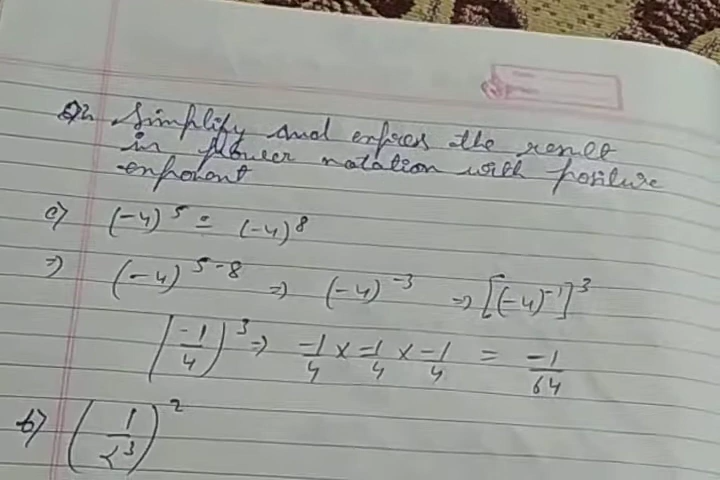 Q2 Simplify and express the result
in power notation with positive
exponent
c) (-4)^5 = (-4)^8
⇒ (-4)^{5-8} ⇒ (-4)^{-3} ⇒ [(-4)^{-1}]^3
(-1/4)^3 ⇒ -1/4 × -1/4 × -1/4 = -1/64
b) (1/2^3)^2